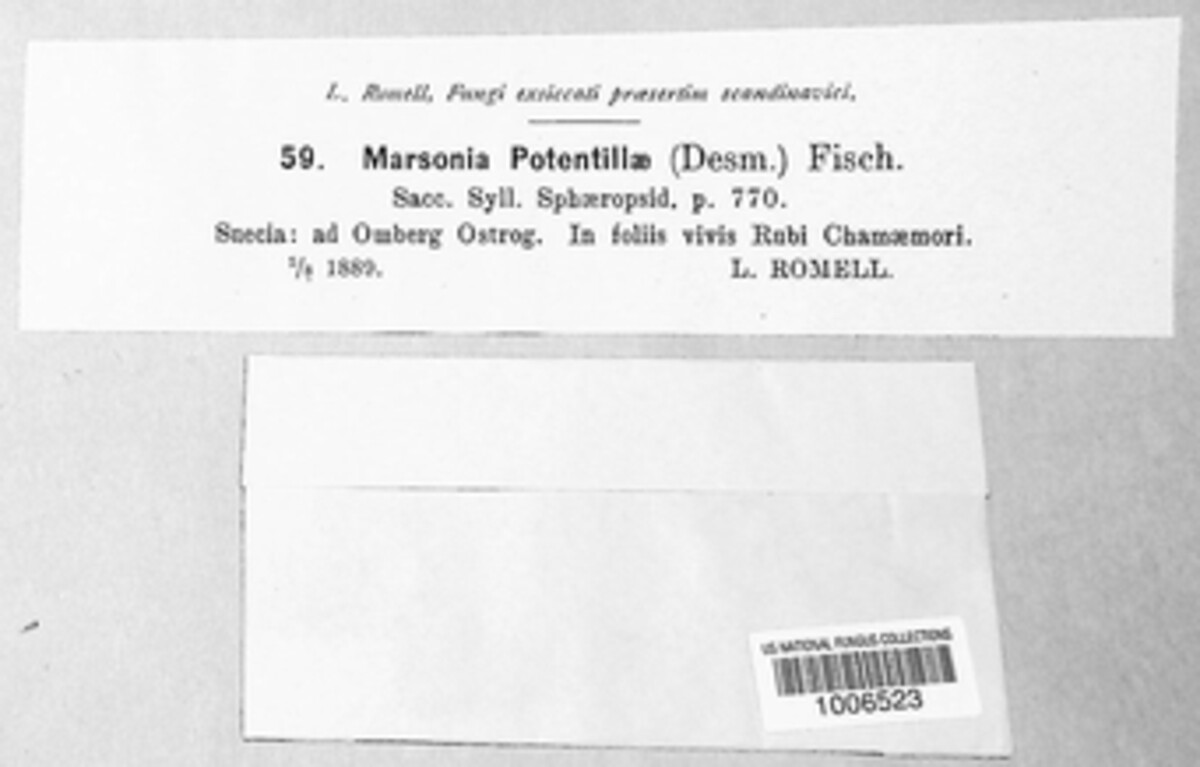 L. Romell, Fungi exsiccati præsertim scandinavici.
59. Marsonia Potentillæ (Desm.) Fisch.
Sacc. Syll. Sphæropsid. p. 770.
Suecia: ad Omberg Ostrog. In foliis vivis Rubi Chamæmori.
1889. L. ROMELL.
US NATIONAL FUNGUS COLLECTIONS
1006523